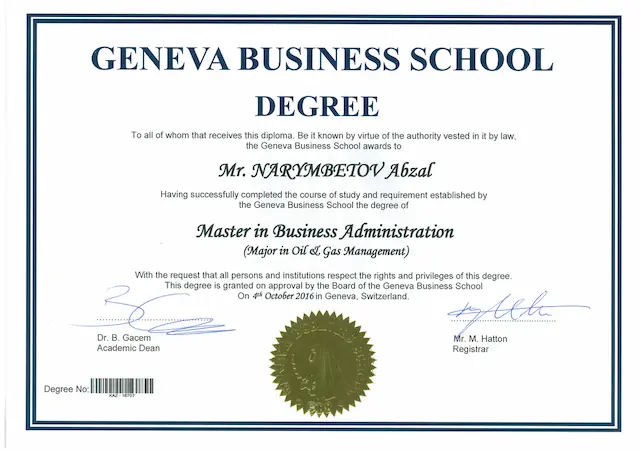 GENEVA BUSINESS SCHOOL
DEGREE
To all of whom that receives this diploma. Be it known by virtue of the authority vested in it by law,
the Geneva Business School awards to
Mr. NARYMBETOV Abzal
Having successfully completed the course of study and requirement established by
the Geneva Business School the degree of
Master in Business Administration
(Major in Oil & Gas Management)
With the request that all persons and institutions respect the rights and privileges of this degree.
This degree is granted on approval by the Board of the Geneva Business School
On 4th October 2016 in Geneva, Switzerland.
Dr. B. Gacem
Academic Dean
Mr. M. Hatton
Registrar
Degree No:
KAZ - 16707